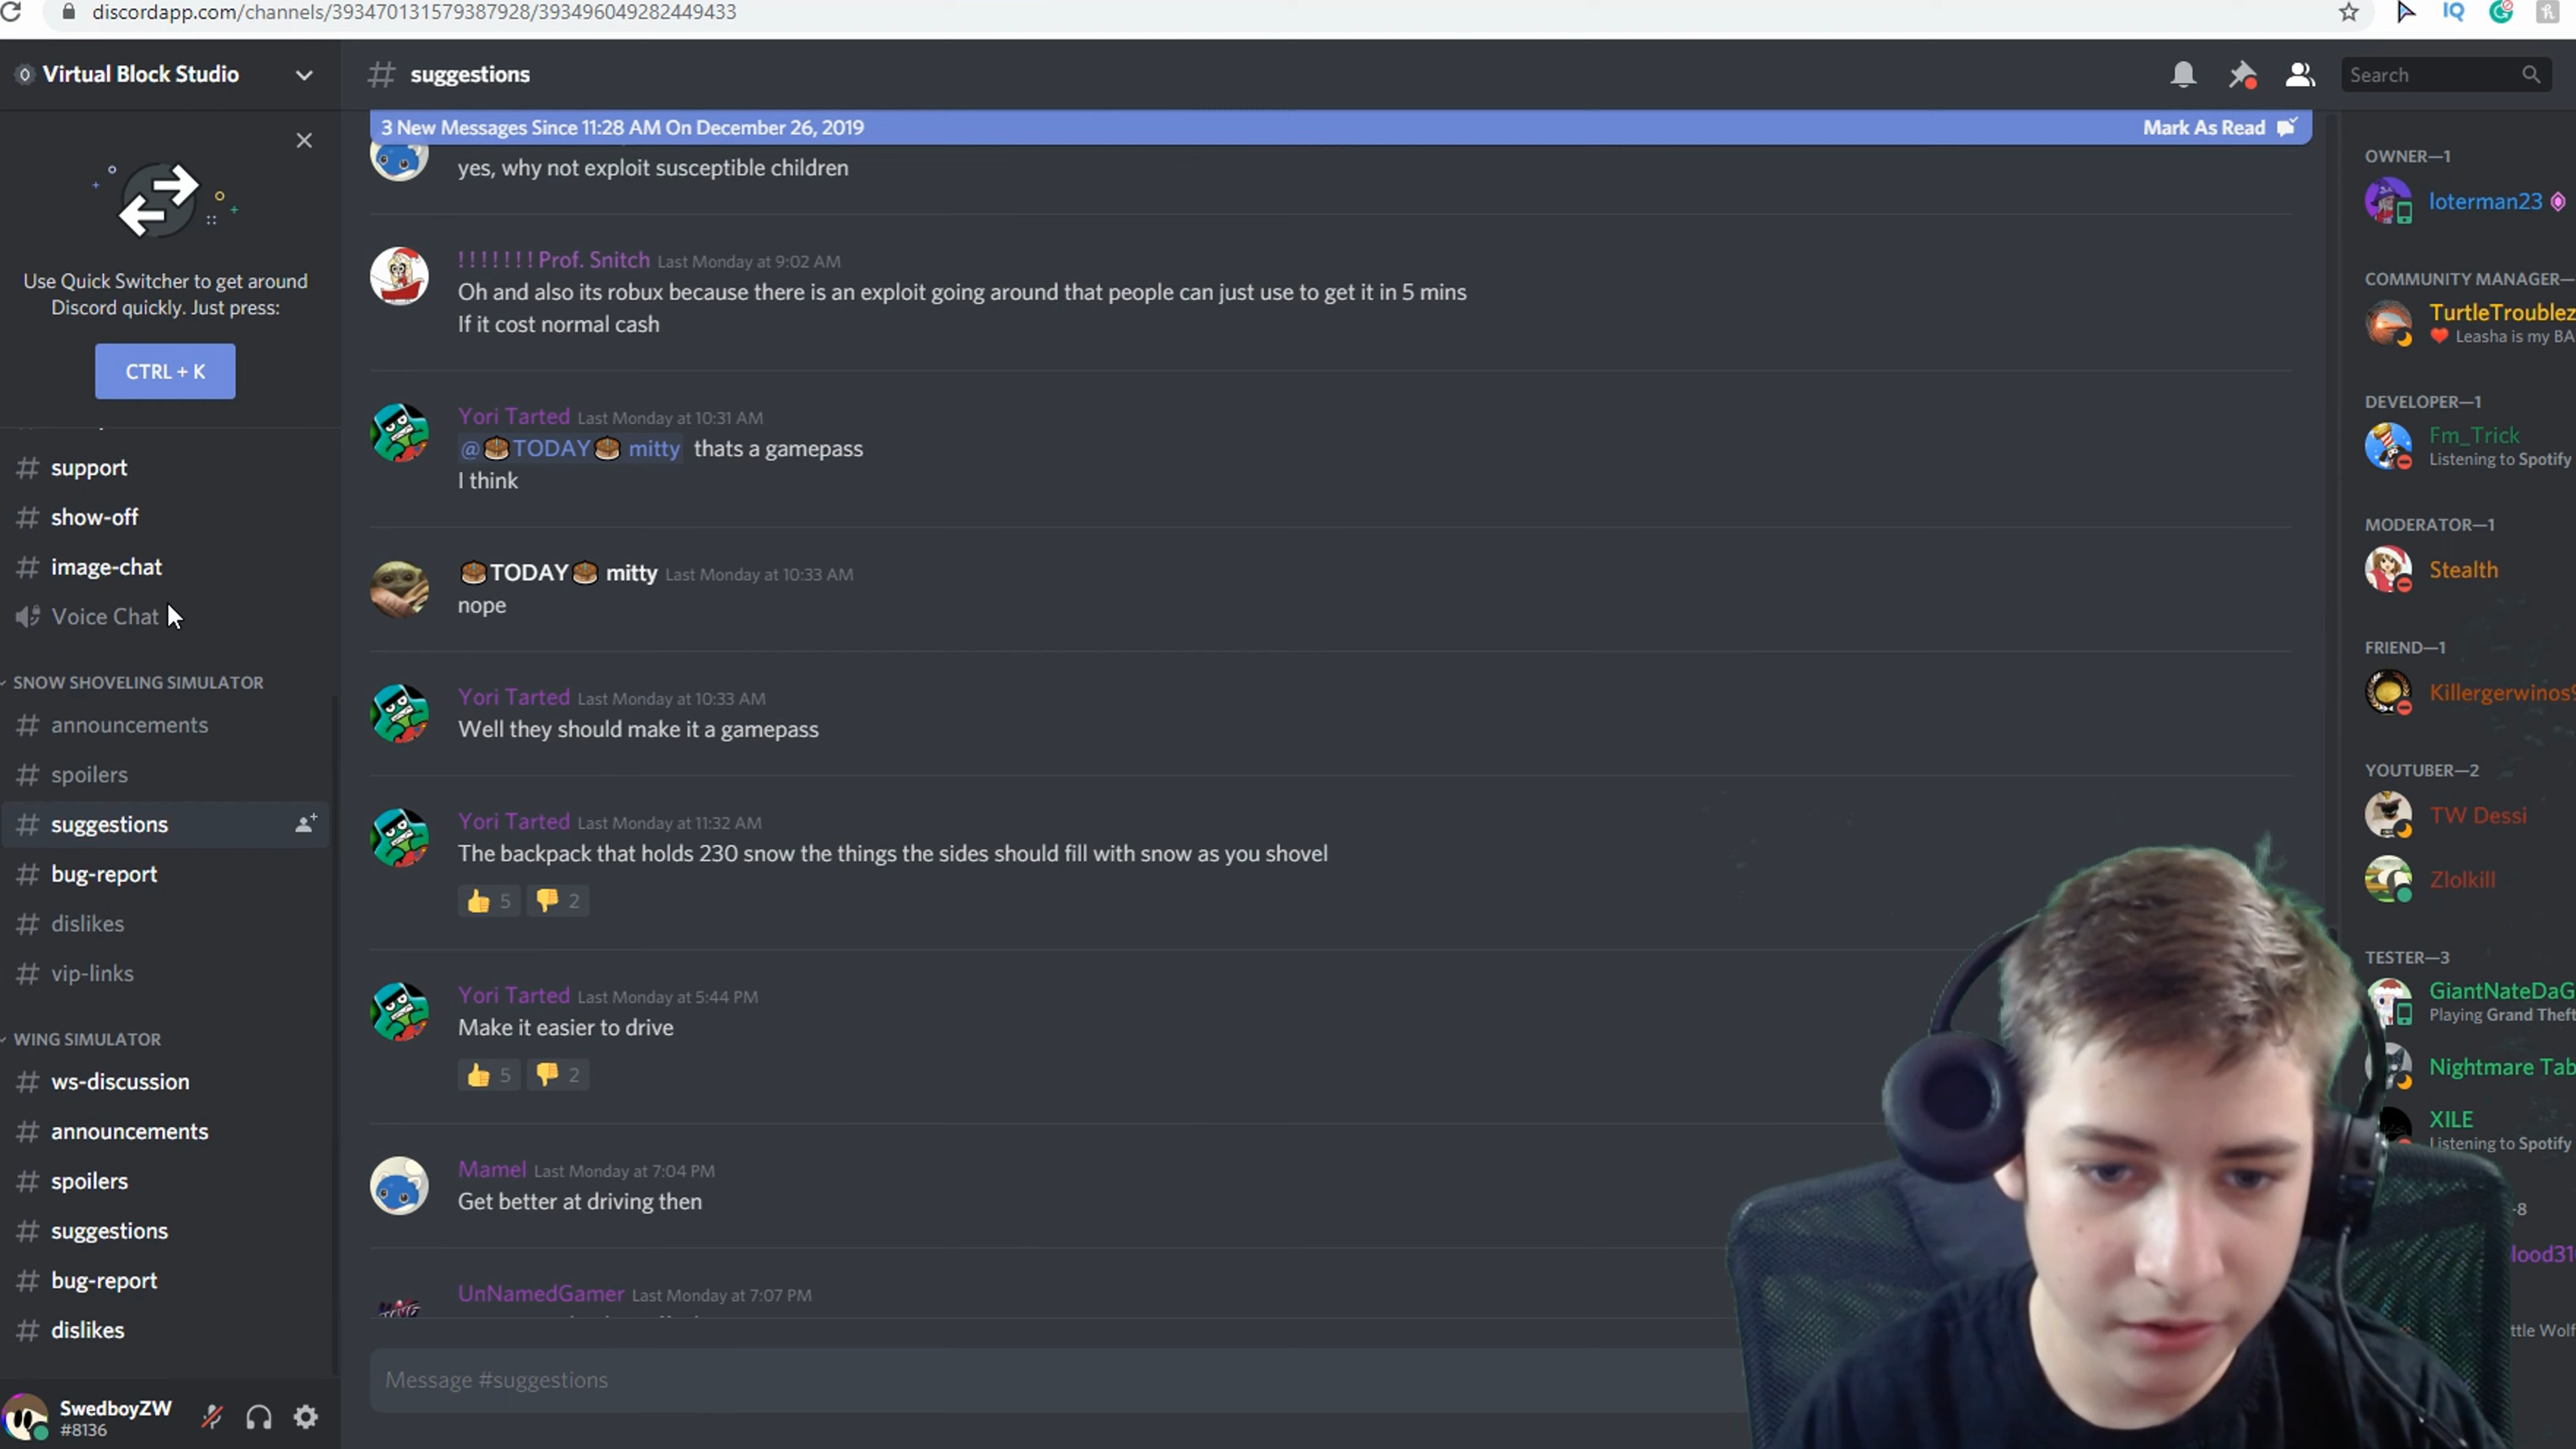 discordapp.com/channels/393470131579387928/393496049282449433
IQ
Virtual Block Studio
Use Quick Switcher to get around
Discord quickly. Just press:
CTRL + K
support
show-off
image-chat
Voice Chat
SNOW SHOVELING SIMULATOR
announcements
spoilers
suggestions
bug-report
dislikes
vip-links
WING SIMULATOR
ws-discussion
announcements
spoilers
suggestions
bug-report
dislikes
SwedboyZW
#8136
suggestions
Search
3 New Messages Since 11:28 AM On December 26, 2019
Mark As Read
yes, why not exploit susceptible children
!!!!!!!Prof. Snitch Last Monday at 9:02 AM
Oh and also its robux because there is an exploit going around that people can just use to get it in 5 mins
If it cost normal cash
Yori Tarted Last Monday at 10:31 AM
@🎂TODAY🎂 mitty thats a gamepass
I think
🎂TODAY🎂 mitty Last Monday at 10:33 AM
nope
Yori Tarted Last Monday at 10:33 AM
Well they should make it a gamepass
Yori Tarted Last Monday at 11:32 AM
The backpack that holds 230 snow the things the sides should fill with snow as you shovel
👍 5 👎 2
Yori Tarted Last Monday at 5:44 PM
Make it easier to drive
👍 5 👎 2
Mamel Last Monday at 7:04 PM
Get better at driving then
UnNamedGamer Last Monday at 7:07 PM
Message #suggestions
OWNER—1
loterman23
COMMUNITY MANAGER—
TurtleTroublez
❤️ Leasha is my BA
DEVELOPER—1
Fm_Trick
Listening to Spotify
MODERATOR—1
Stealth
FRIEND—1
Killergerwinos9
YOUTUBER—2
TW Dessi
Zlolkill
TESTER—3
GiantNateDaG
Playing Grand Theft
Nightmare Tab
XILE
Listening to Spotify
-8
lood31
ttle Wolf